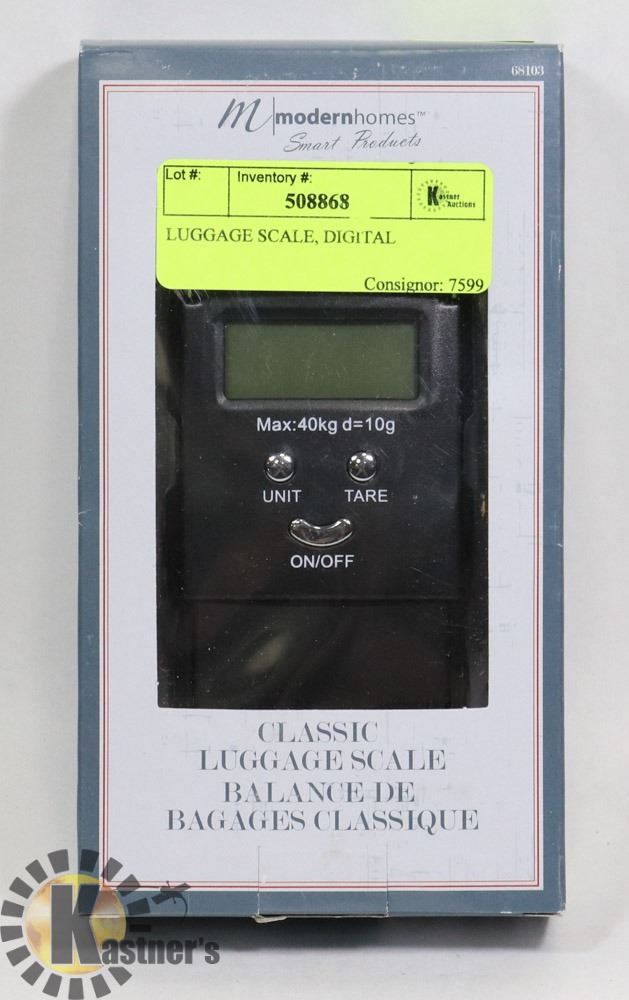 68103
M modernhomes™
Smart Products
Lot #:
Inventory #:
508868
Kastner
Auctions
LUGGAGE SCALE, DIGITAL
Consignor: 7599
Max:40kg d=10g
UNIT TARE
ON/OFF
CLASSIC
LUGGAGE SCALE
BALANCE DE
BAGAGES CLASSIQUE
Kastner's